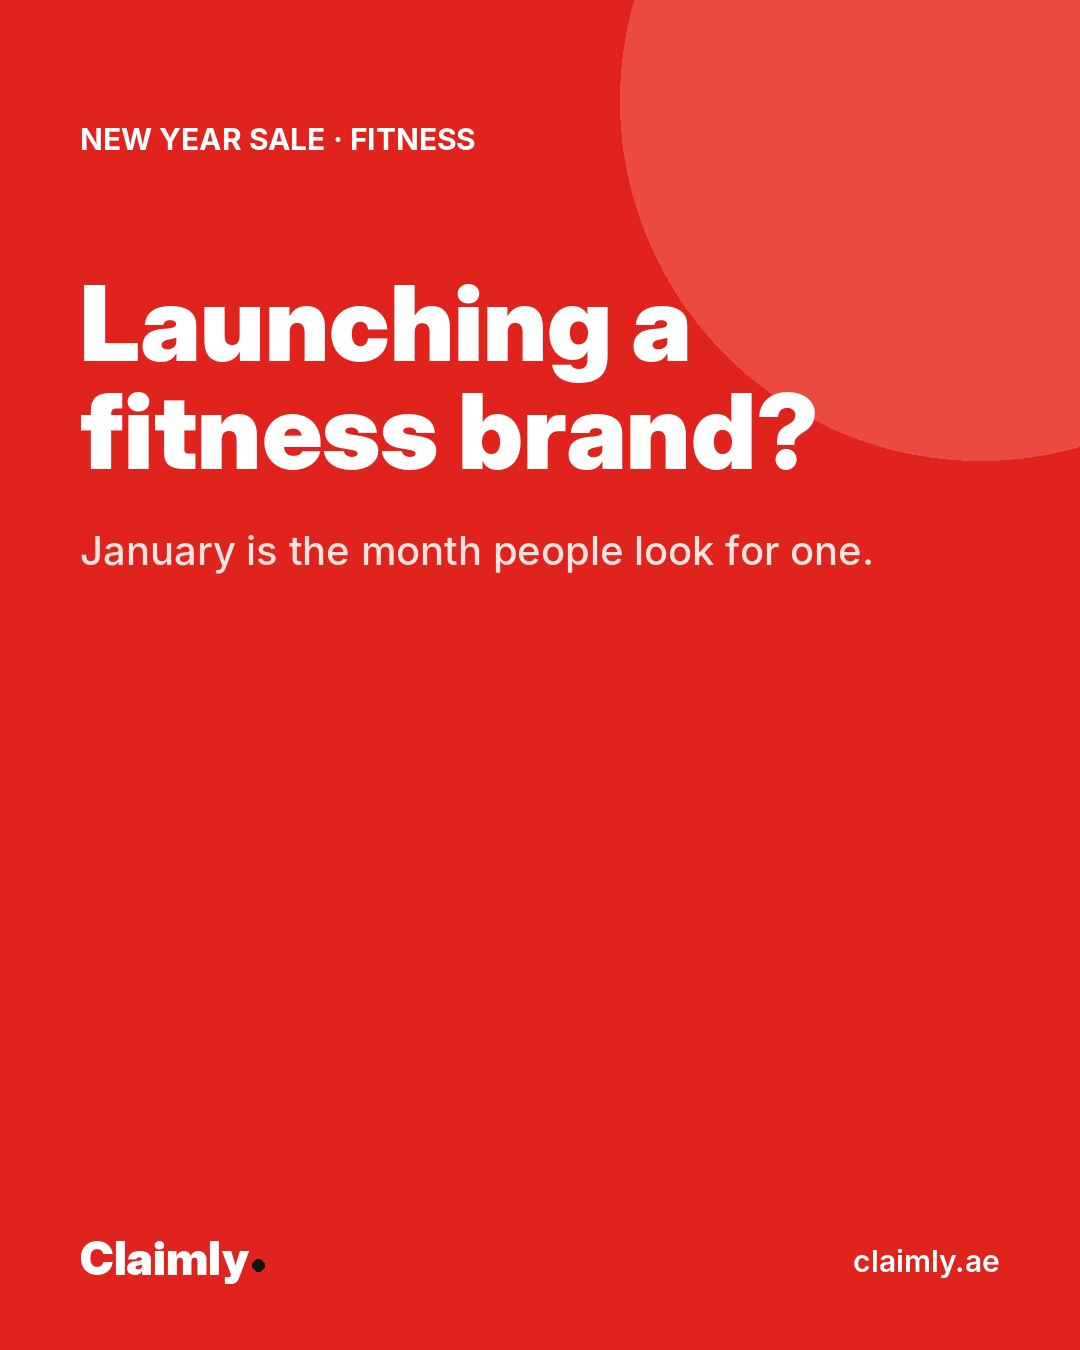 NEW YEAR SALE · FITNESS
Launching a
fitness brand?
January is the month people look for one.
Claimly.
claimly.ae